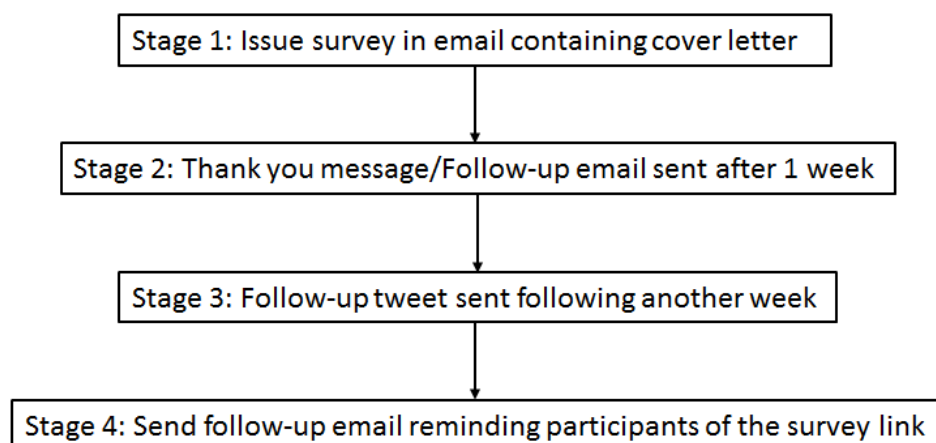 Stage 1: Issue survey in email containing cover letter
Stage 2: Thank you message/Follow-up email sent after 1 week
Stage 3: Follow-up tweet sent following another week
Stage 4: Send follow-up email reminding participants of the survey link